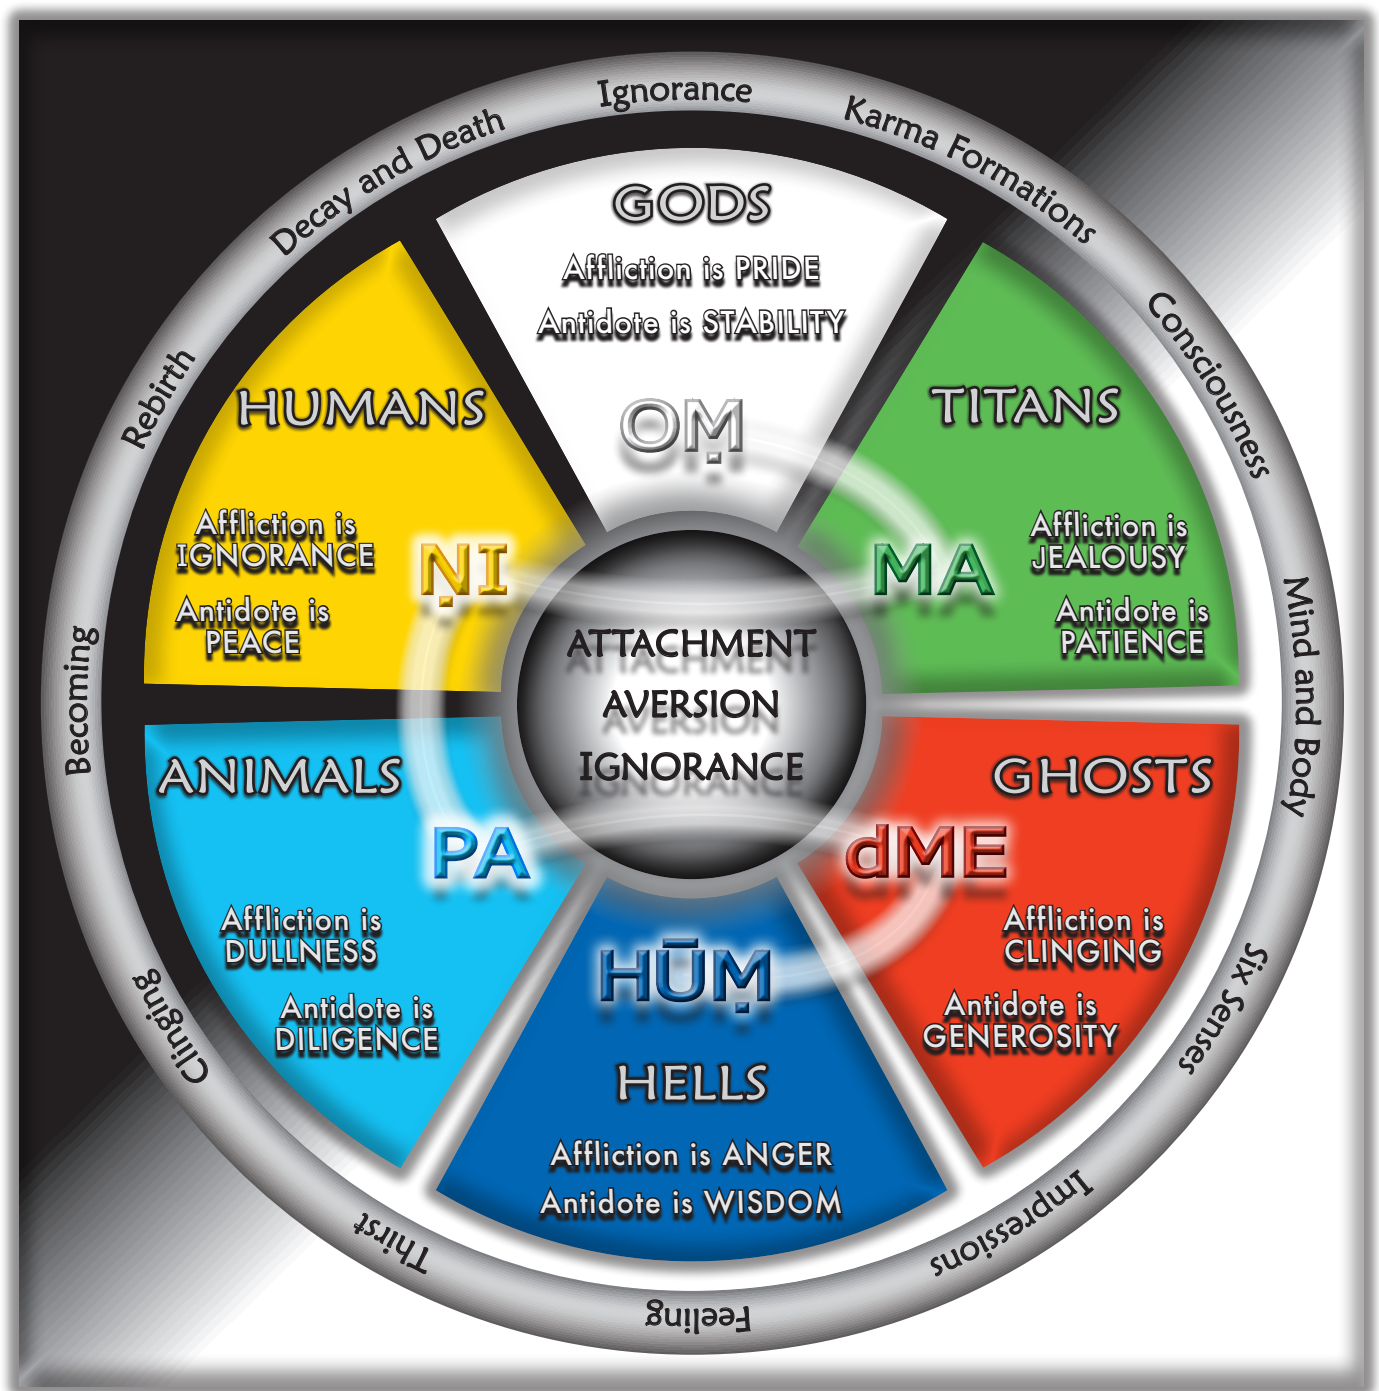 Ignorance
Karma Formations
Consciousness
Mind and Body
Six Senses
Impressions
Feeling
Thirst
Clinging
Becoming
Rebirth
Decay and Death
GODS
Affliction is PRIDE
Antidote is STABILITY
OṂ
TITANS
Affliction is
JEALOUSY
Antidote is
PATIENCE
MA
GHOSTS
dME
Affliction is
CLINGING
Antidote is
GENEROSITY
HŪṂ
HELLS
Affliction is ANGER
Antidote is WISDOM
ANIMALS
PA
Affliction is
DULLNESS
Antidote is
DILIGENCE
HUMANS
Affliction is
IGNORANCE
Antidote is
PEACE
ṆI
ATTACHMENT
AVERSION
IGNORANCE